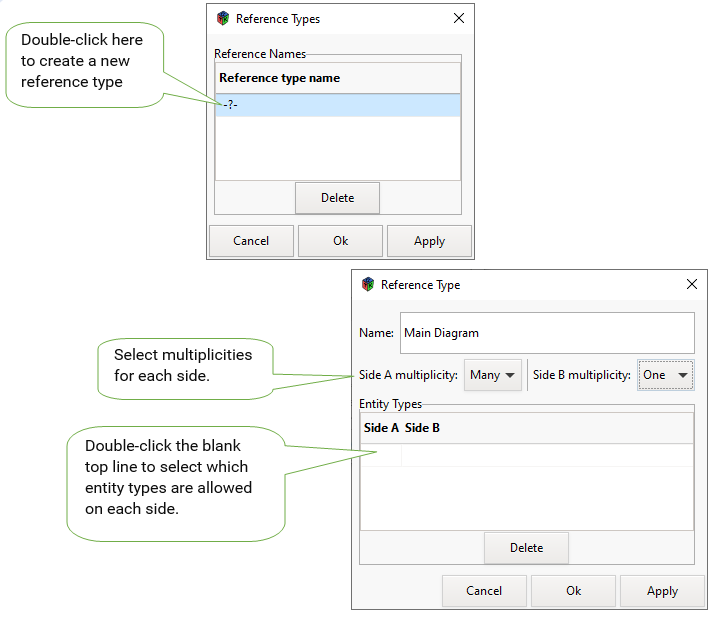 Reference Types
Double-click here
to create a new
reference type
Reference Names
Reference type name
-?-
Delete
Cancel Ok Apply
Reference Type
Name: Main Diagram
Select multiplicities
for each side.
Side A multiplicity: Many Side B multiplicity: One
Entity Types
Side A Side B
Double-click the blank
top line to select which
entity types are allowed
on each side.
Delete
Cancel Ok Apply